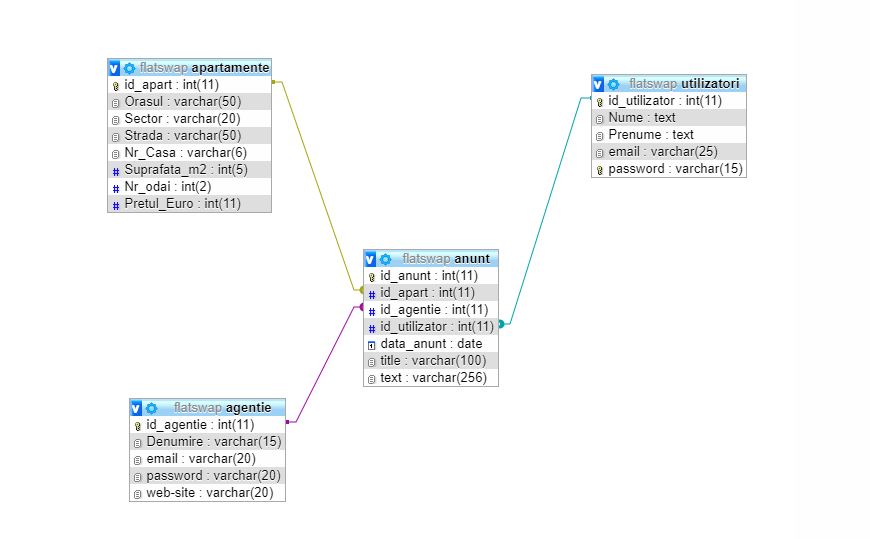 flatswap apartamente
id_apart : int(11)
Orasul : varchar(50)
Sector : varchar(20)
Strada : varchar(50)
Nr_Casa : varchar(6)
Suprafata_m2 : int(5)
Nr_odai : int(2)
Pretul_Euro : int(11)
flatswap utilizatori
id_utilizator : int(11)
Nume : text
Prenume : text
email : varchar(25)
password : varchar(15)
flatswap anunt
id_anunt : int(11)
id_apart : int(11)
id_agentie : int(11)
id_utilizator : int(11)
data_anunt : date
title : varchar(100)
text : varchar(256)
flatswap agentie
id_agentie : int(11)
Denumire : varchar(15)
email : varchar(20)
password : varchar(20)
web-site : varchar(20)